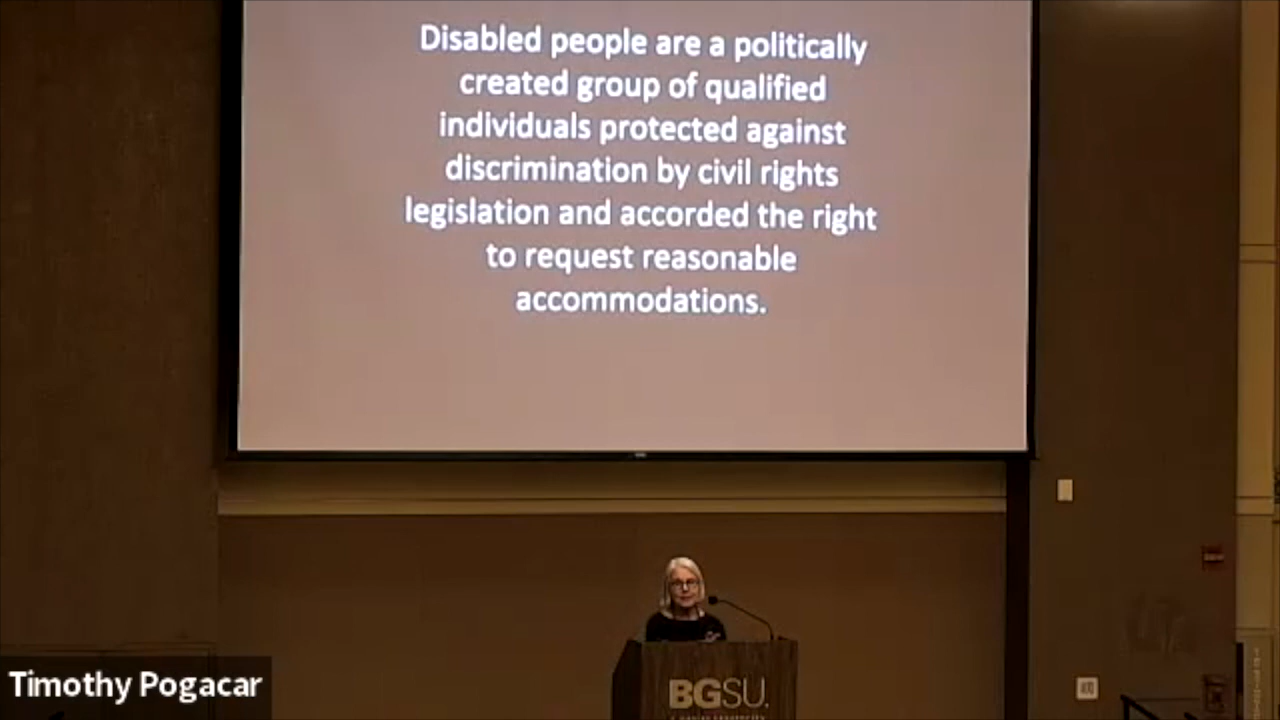 Disabled people are a politically
created group of qualified
individuals protected against
discrimination by civil rights
legislation and accorded the right
to request reasonable
accommodations.
Timothy Pogacar
BGSU.